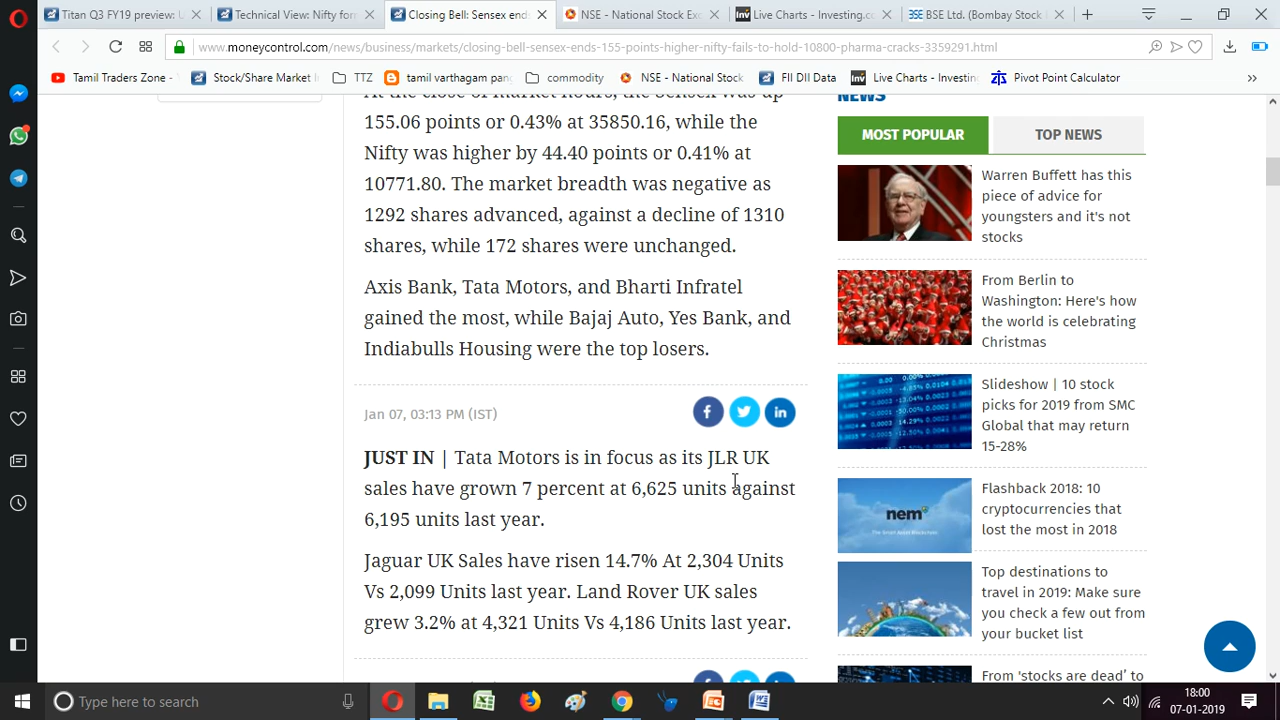 Titan Q3 FY19 preview: U
Technical View: Nifty for
Closing Bell: Sensex end
NSE - National Stock Exc
Live Charts - Investing.co
BSE Ltd. (Bombay Stock
www.moneycontrol.com/news/business/markets/closing-bell-sensex-ends-155-points-higher-nifty-fails-to-hold-10800-pharma-cracks-3359291.html
Tamil Traders Zone -
Stock/Share Market I
TTZ
tamil varthagam pan
commodity
NSE - National Stock
FII DII Data
Live Charts - Investin
Pivot Point Calculator
At the close of market hours, the Sensex was up
155.06 points or 0.43% at 35850.16, while the
Nifty was higher by 44.40 points or 0.41% at
10771.80. The market breadth was negative as
1292 shares advanced, against a decline of 1310
shares, while 172 shares were unchanged.
Axis Bank, Tata Motors, and Bharti Infratel
gained the most, while Bajaj Auto, Yes Bank, and
Indiabulls Housing were the top losers.
Jan 07, 03:13 PM (IST)
JUST IN | Tata Motors is in focus as its JLR UK
sales have grown 7 percent at 6,625 units against
6,195 units last year.
Jaguar UK Sales have risen 14.7% At 2,304 Units
Vs 2,099 Units last year. Land Rover UK sales
grew 3.2% at 4,321 Units Vs 4,186 Units last year.
NEWS
MOST POPULAR
TOP NEWS
Warren Buffett has this
piece of advice for
youngsters and it's not
stocks
From Berlin to
Washington: Here's how
the world is celebrating
Christmas
Slideshow | 10 stock
picks for 2019 from SMC
Global that may return
15-28%
nem
Flashback 2018: 10
cryptocurrencies that
lost the most in 2018
Top destinations to
travel in 2019: Make sure
you check a few out from
your bucket list
From 'stocks are dead' to
Type here to search
18:00
07-01-2019